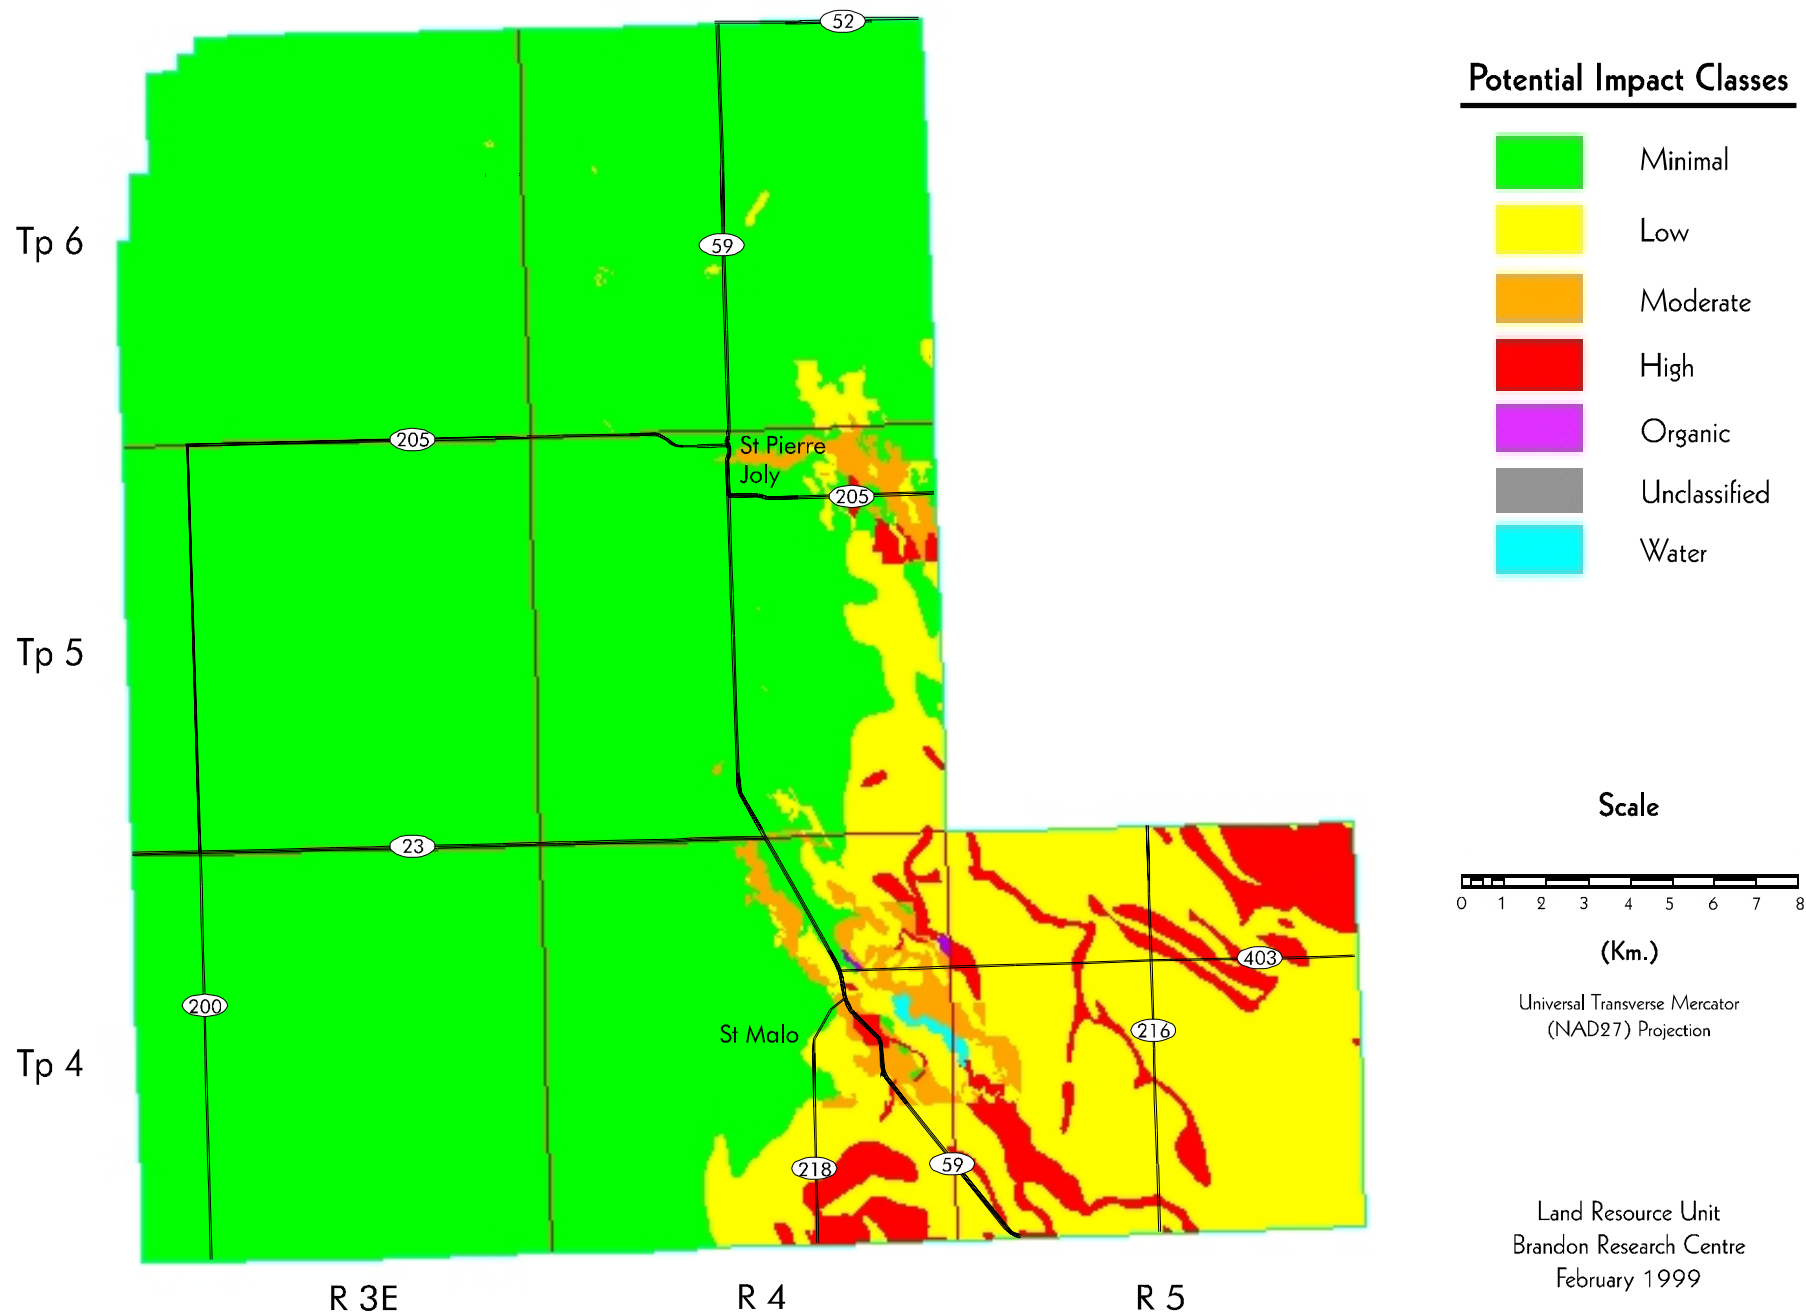 52
Potential Impact Classes
Minimal
Low
Moderate
High
Organic
Unclassified
Water
Tp 6
59
205
St Pierre
Joly
205
Tp 5
23
Scale
0 1 2 3 4 5 6 7 8
(Km.)
Universal Transverse Mercator
(NAD27) Projection
403
200
216
St Malo
Tp 4
218
59
Land Resource Unit
Brandon Research Centre
February 1999
R 3E
R 4
R 5